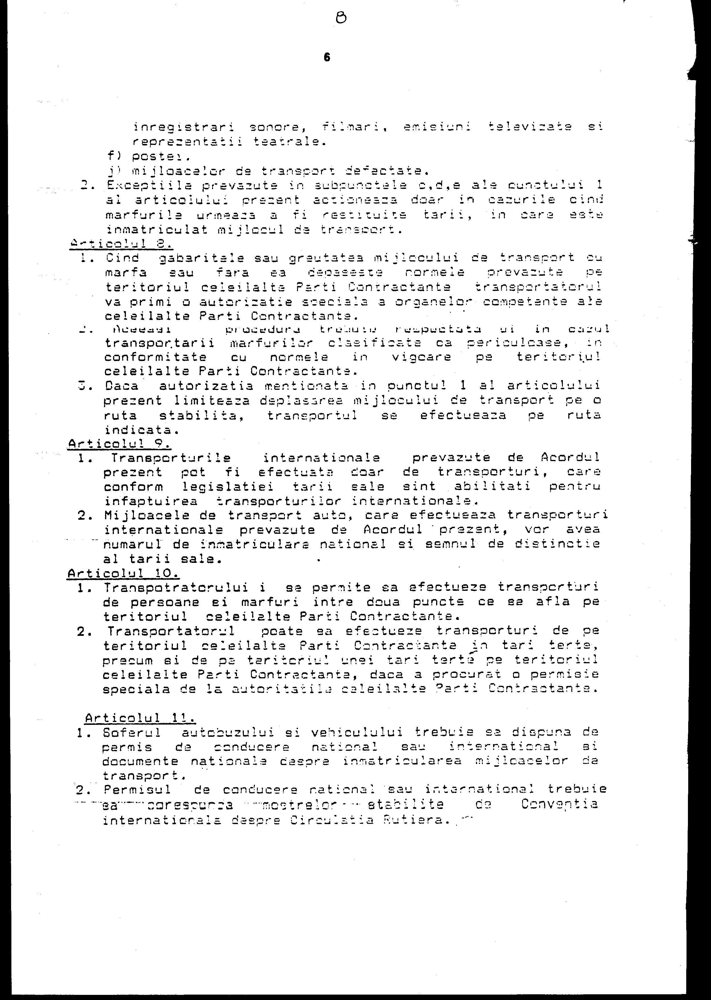 8
6
inregistrari sonore, filmari, emisiuni televizate si
reprezentatii teatrale.
f) postei.
j) mijloacelor de transport defectate.
2. Exceptiile prevazute in subpunctele c,d,e ale punctului 1
al articolului prezent actioneaza doar in cazurile cind
marfurile urmeaza a fi restituite tarii, in care este
inmatriculat mijlocul de transport.
Articolul 8.
1. Cind gabaritele sau greutatea mijlocului de transport cu
marfa sau fara ea depaseste normele prevazute pe
teritoriul celeilalte Parti Contractante transportatorul
va primi o autorizatie speciala a organelor competente ale
celeilalte Parti Contractante.
2. Aceeasi procedura trebuie respectata si in cazul
transportarii marfurilor clasificate ca periculoase, in
conformitate cu normele in vigoare pe teritoriul
celeilalte Parti Contractante.
3. Daca autorizatia mentionata in punctul 1 al articolului
prezent limiteaza deplasarea mijlocului de transport pe o
ruta stabilita, transportul se efectueaza pe ruta
indicata.
Articolul 9.
1. Transporturile internationale prevazute de Acordul
prezent pot fi efectuate doar de transporturi, care
conform legislatiei tarii sale sint abilitati pentru
infaptuirea transporturilor internationale.
2. Mijloacele de transport auto, care efectueaza transporturi
internationale prevazute de Acordul prezent, vor avea
numarul de inmatriculare national si semnul de distinctie
al tarii sale.
Articolul 10.
1. Transpotratorului i se permite sa efectueze transporturi
de persoane si marfuri intre doua puncte ce se afla pe
teritoriul celeilalte Parti Contractante.
2. Transportatorul poate sa efectueze transporturi de pe
teritoriul celeilalte Parti Contractante in tari terte,
precum si de pe teritoriul unei tari terte pe teritoriul
celeilalte Parti Contractante, daca a procurat o permisie
speciala de la autoritatile celeilalte Parti Contractante.
Articolul 11.
1. Soferul autobuzului si vehiculului trebuie sa dispuna de
permis de conducere national sau international si
documente nationale despre inmatricularea mijloacelor de
transport.
2. Permisul de conducere national sau international trebuie
sa corespunza mostrelor stabilite de Conventia
internationala despre Circulatia Rutiera.